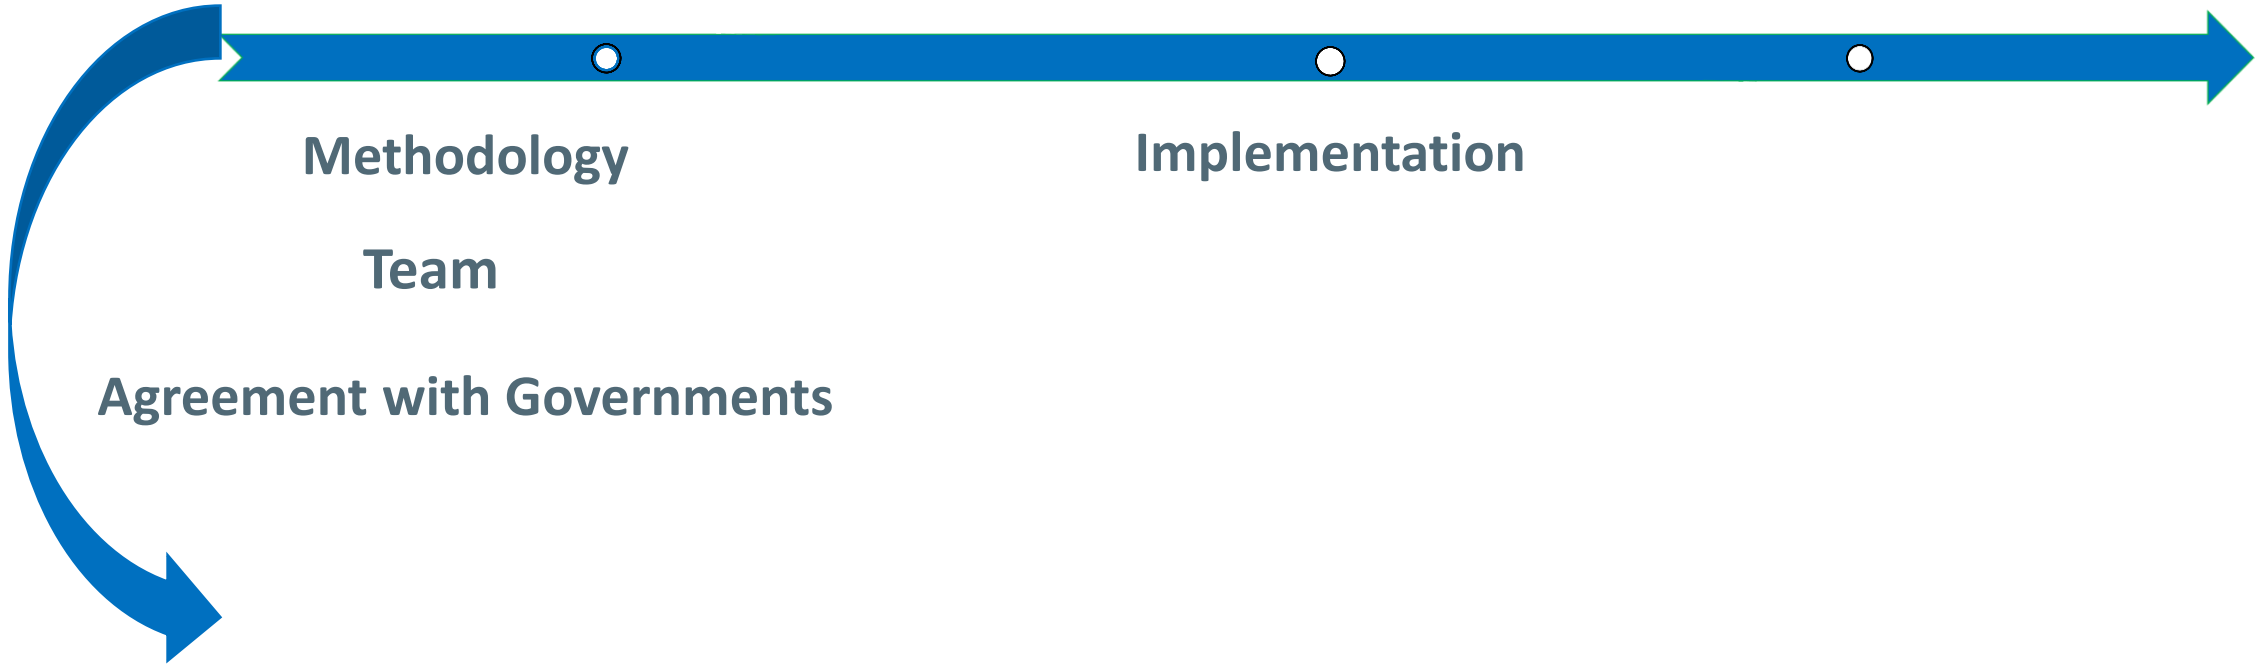 Methodology
Implementation
Team
Agreement with Governments